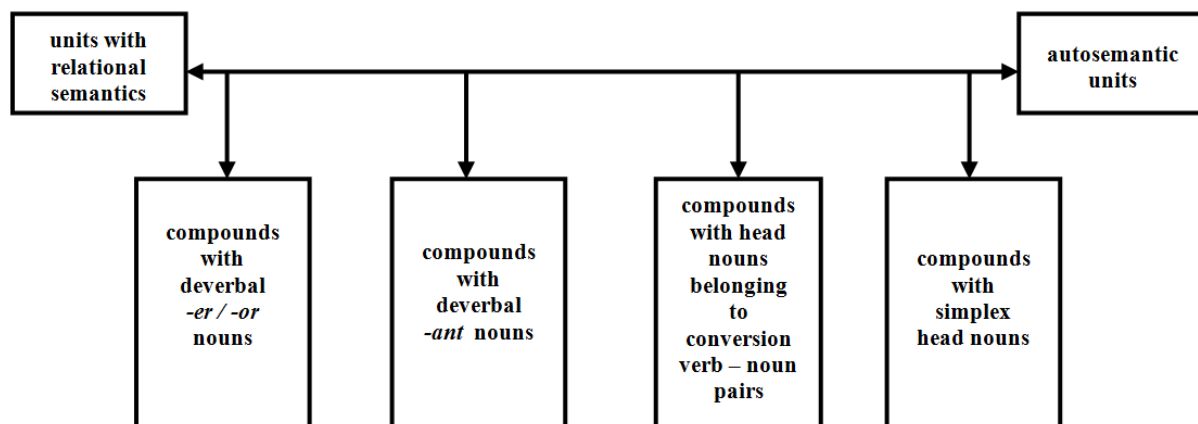 units with
relational
semantics
autosemantic
units
compounds
with
deverbal
-er / -or
nouns
compounds
with
deverbal
-ant nouns
compounds
with head
nouns
belonging
to
conversion
verb – noun
pairs
compounds
with
simplex
head nouns